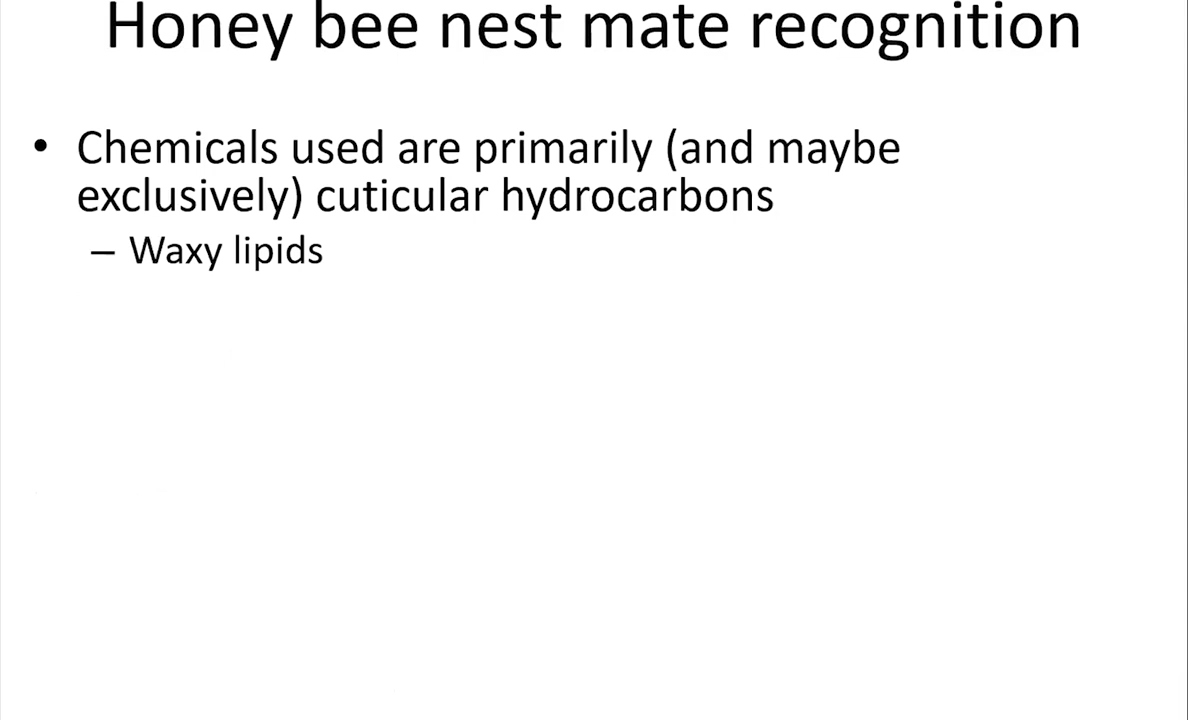 Honey bee nest mate recognition
• Chemicals used are primarily (and maybe
exclusively) cuticular hydrocarbons
– Waxy lipids